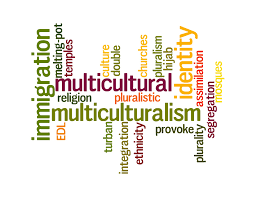 immigration
melting-pot
temples
culture
double
churches
pluralism
hijab
identity
assimilation
mosques
multicultural
religion
pluralistic
multiculturalism
EDL
turban
integration
ethnicity
provoke
plurality
segregation